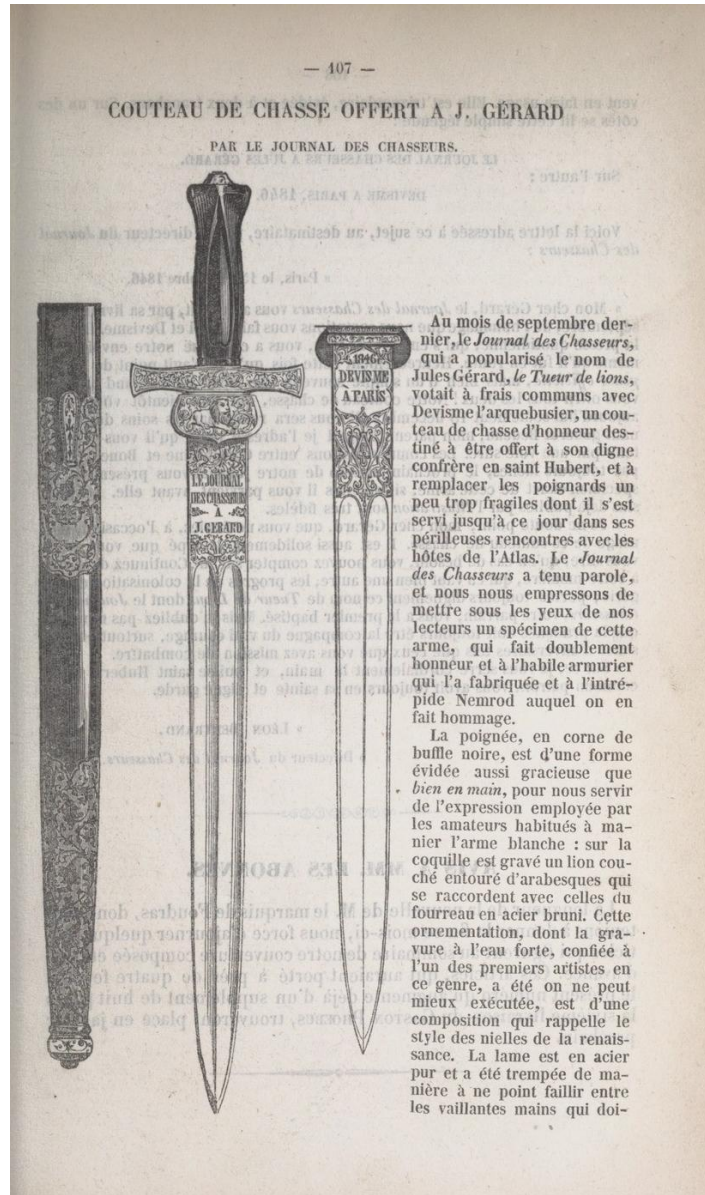 — 107 —
COUTEAU DE CHASSE OFFERT A J. GÉRARD
PAR LE JOURNAL DES CHASSEURS.
LE JOURNAL
DES CHASSEURS
A
J. GERARD
1846
DEVISME
A PARIS
Au mois de septembre der-
nier, le Journal des Chasseurs,
qui a popularisé le nom de
Jules Gérard, le Tueur de lions,
votait à frais communs avec
Devisme l'arquebusier, un cou-
teau de chasse d'honneur des-
tiné à être offert à son digne
confrère en saint Hubert, et à
remplacer les poignards un
peu trop fragiles dont il s'est
servi jusqu'à ce jour dans ses
périlleuses rencontres avec les
hôtes de l'Atlas. Le Journal
des Chasseurs a tenu parole,
et nous nous empressons de
mettre sous les yeux de nos
lecteurs un spécimen de cette
arme, qui fait doublement
honneur et à l'habile armurier
qui l'a fabriquée et à l'intré-
pide Nemrod auquel on en
fait hommage.
La poignée, en corne de
buffle noire, est d'une forme
évidée aussi gracieuse que
bien en main, pour nous servir
de l'expression employée par
les amateurs habitués à ma-
nier l'arme blanche : sur la
coquille est gravé un lion cou-
ché entouré d'arabesques qui
se raccordent avec celles du
fourreau en acier bruni. Cette
ornementation, dont la gra-
vure à l'eau forte, confiée à
l'un des premiers artistes en
ce genre, a été on ne peut
mieux exécutée, est d'une
composition qui rappelle le
style des nielles de la renais-
sance. La lame est en acier
pur et a été trempée de ma-
nière à ne point faillir entre
les vaillantes mains qui doi-